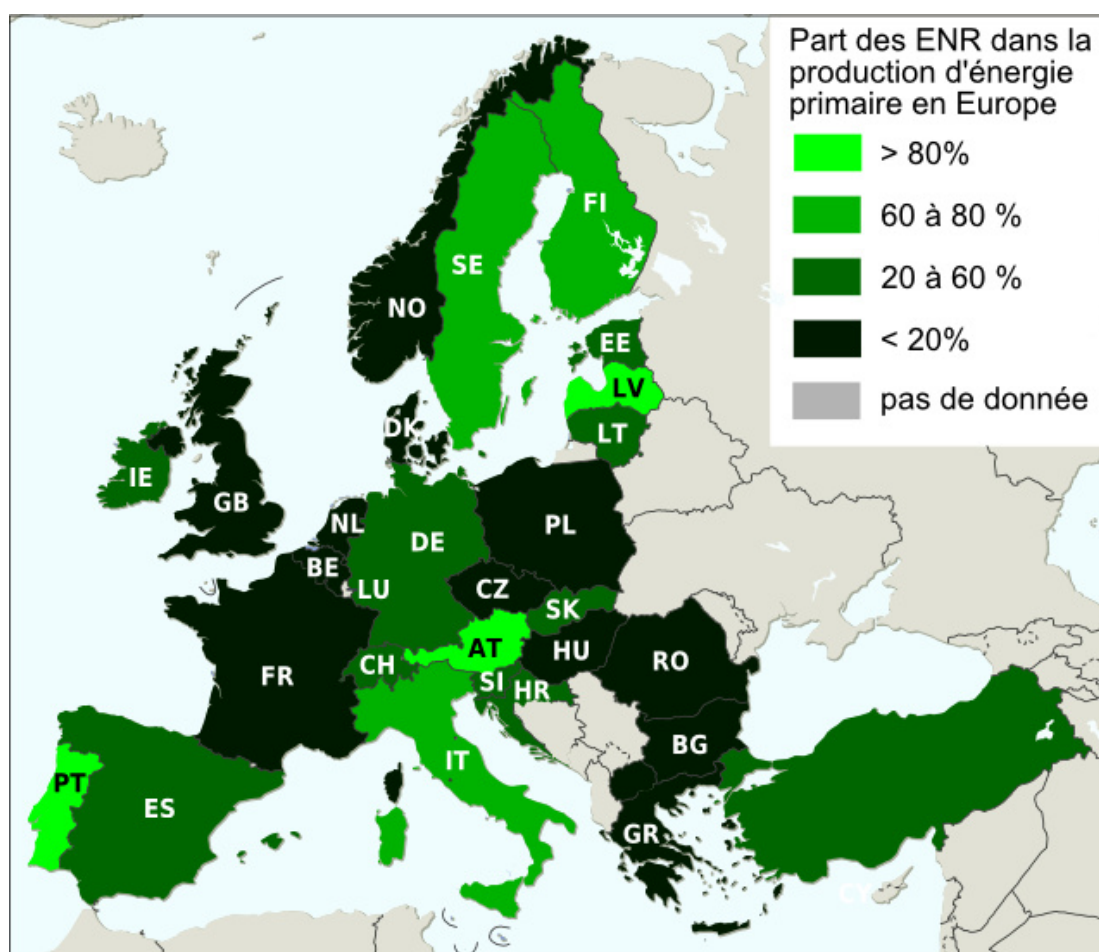 Part des ENR dans la
production d'énergie
primaire en Europe
> 80%
60 à 80 %
20 à 60 %
< 20%
pas de donnée
FI
SE
NO
EE
LV
LT
DK
IE
GB
NL
DE
PL
BE
LU
CZ
SK
AT
HU
CH
FR
SI
HR
RO
BG
IT
PT
ES
GR
CY